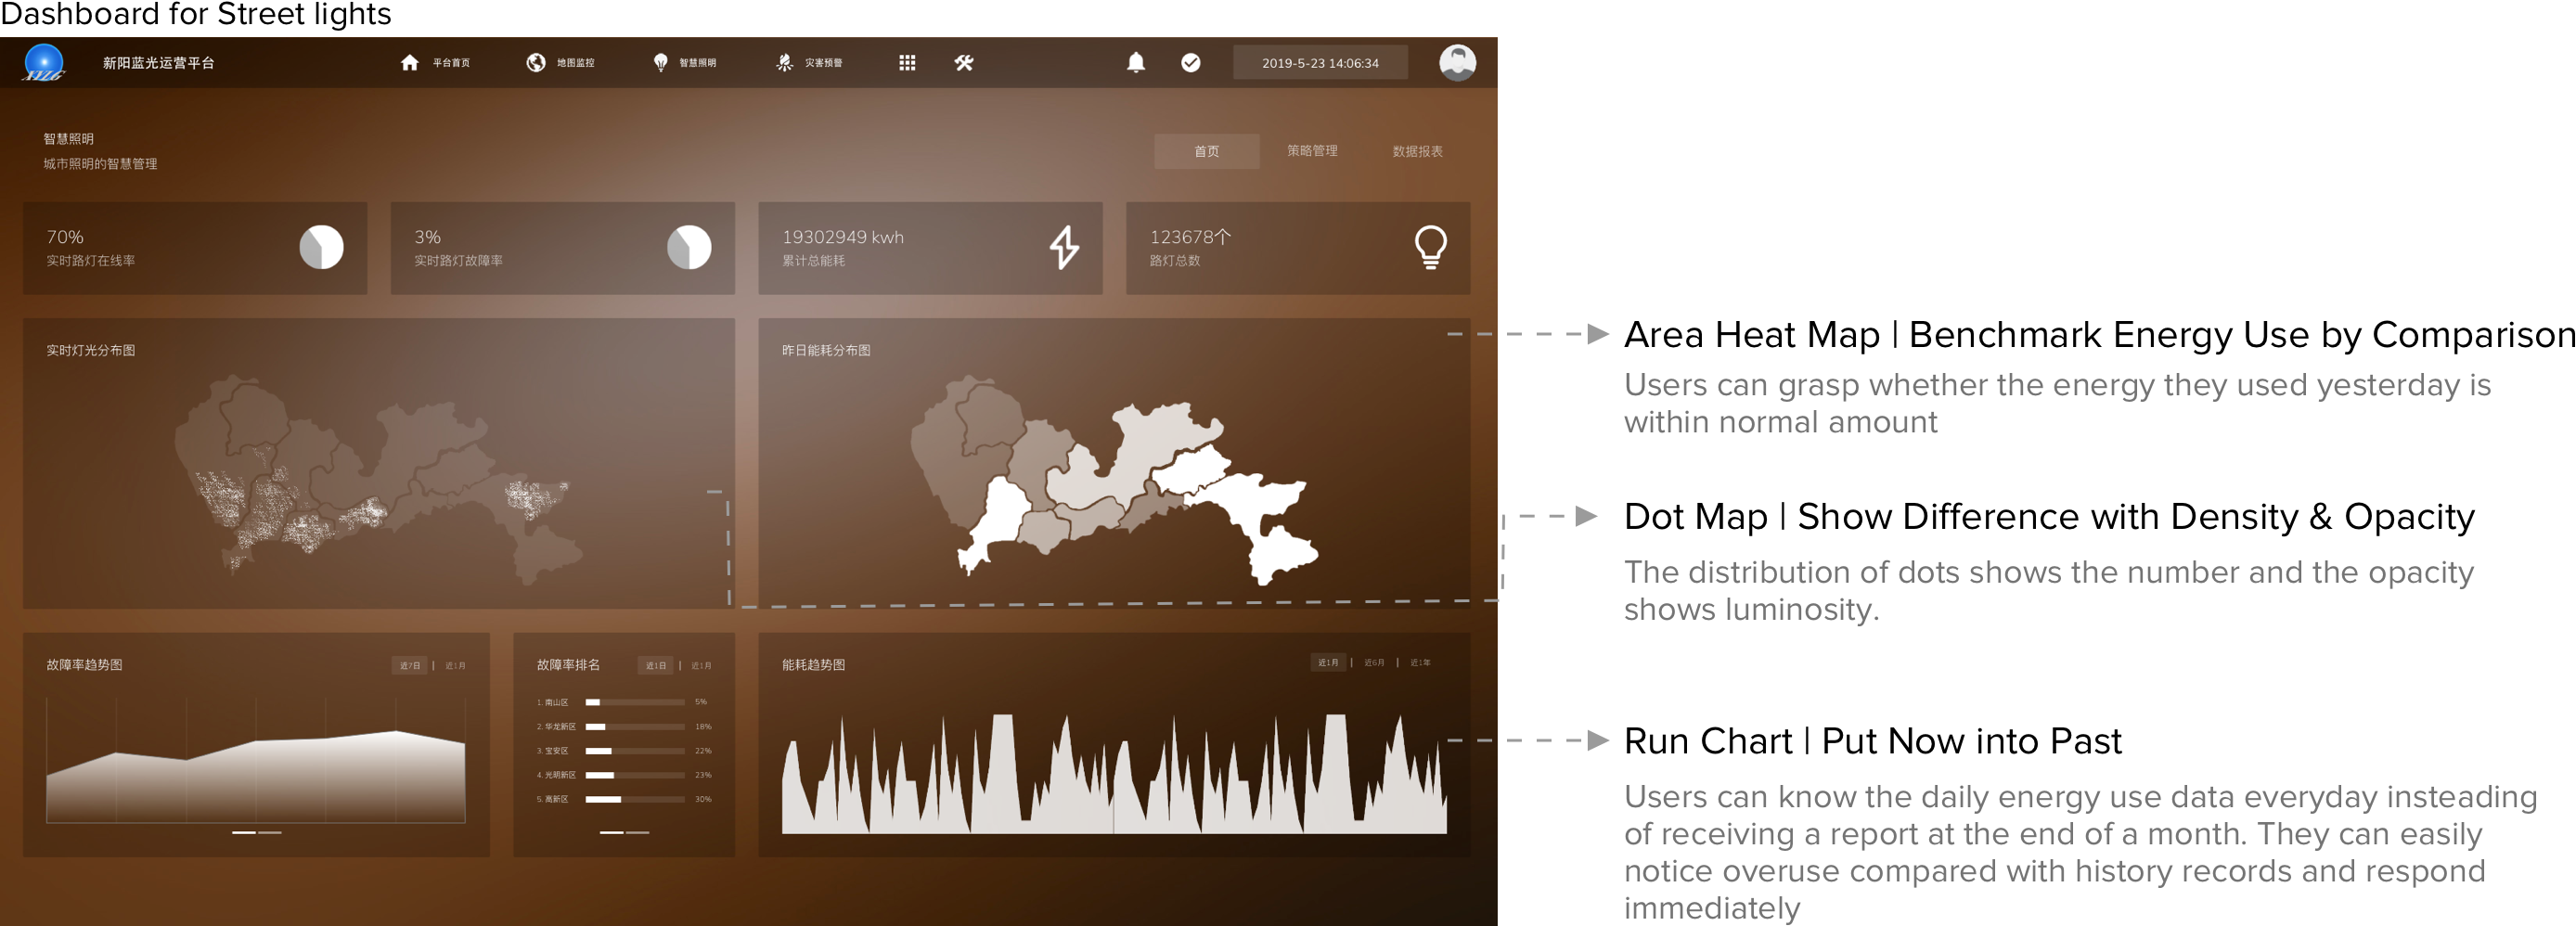 Dashboard for Street lights
新阳蓝光运营平台
平台首页
地图监控
智慧照明
灾害预警
2019-5-23 14:06:34
智慧照明
城市照明的智慧管理
首页
策略管理
数据报表
70%
实时路灯在线率
3%
实时路灯故障率
19302949 kwh
累计总能耗
123678个
路灯总数
实时灯光分布图
昨日能耗分布图
Area Heat Map | Benchmark Energy Use by Comparison
Users can grasp whether the energy they used yesterday is
within normal amount
Dot Map | Show Difference with Density & Opacity
The distribution of dots shows the number and the opacity
shows luminosity.
故障率趋势图
近7日 | 近1月
故障率排名
近1日 | 近1月
1. 南山区 5%
2. 华龙新区 18%
3. 宝安区 22%
4. 光明新区 23%
5. 高新区 30%
能耗趋势图
近1月 | 近6月 | 近1年
Run Chart | Put Now into Past
Users can know the daily energy use data everyday insteading
of receiving a report at the end of a month. They can easily
notice overuse compared with history records and respond
immediately